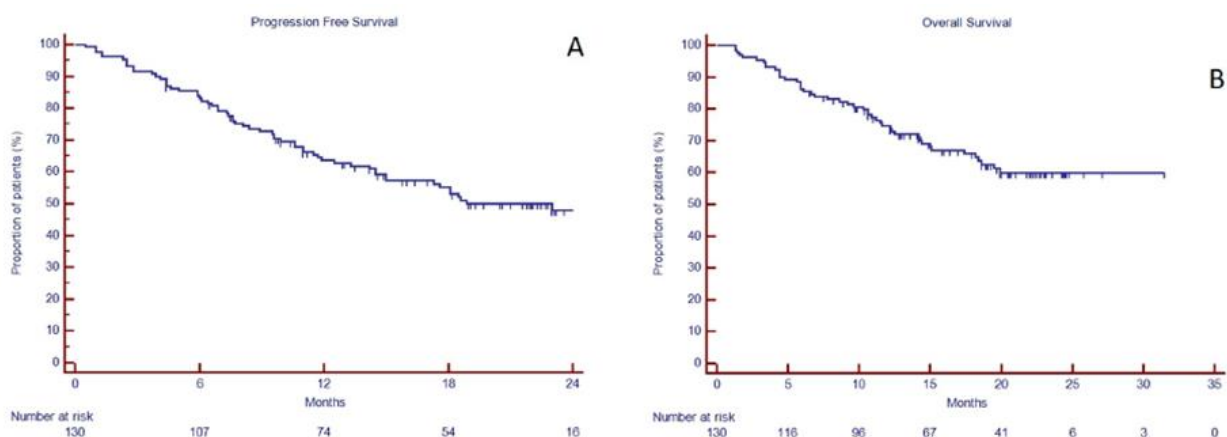 Progression Free Survival
A
Proportion of patients (%)
100
90
80
70
60
50
40
30
20
10
0
0 6 12 18 24
Months
Number at risk
130 107 74 54 16
Overall Survival
B
Proportion of patients (%)
100
90
80
70
60
50
40
30
20
10
0
0 5 10 15 20 25 30 35
Months
Number at risk
130 116 96 67 41 6 3 0